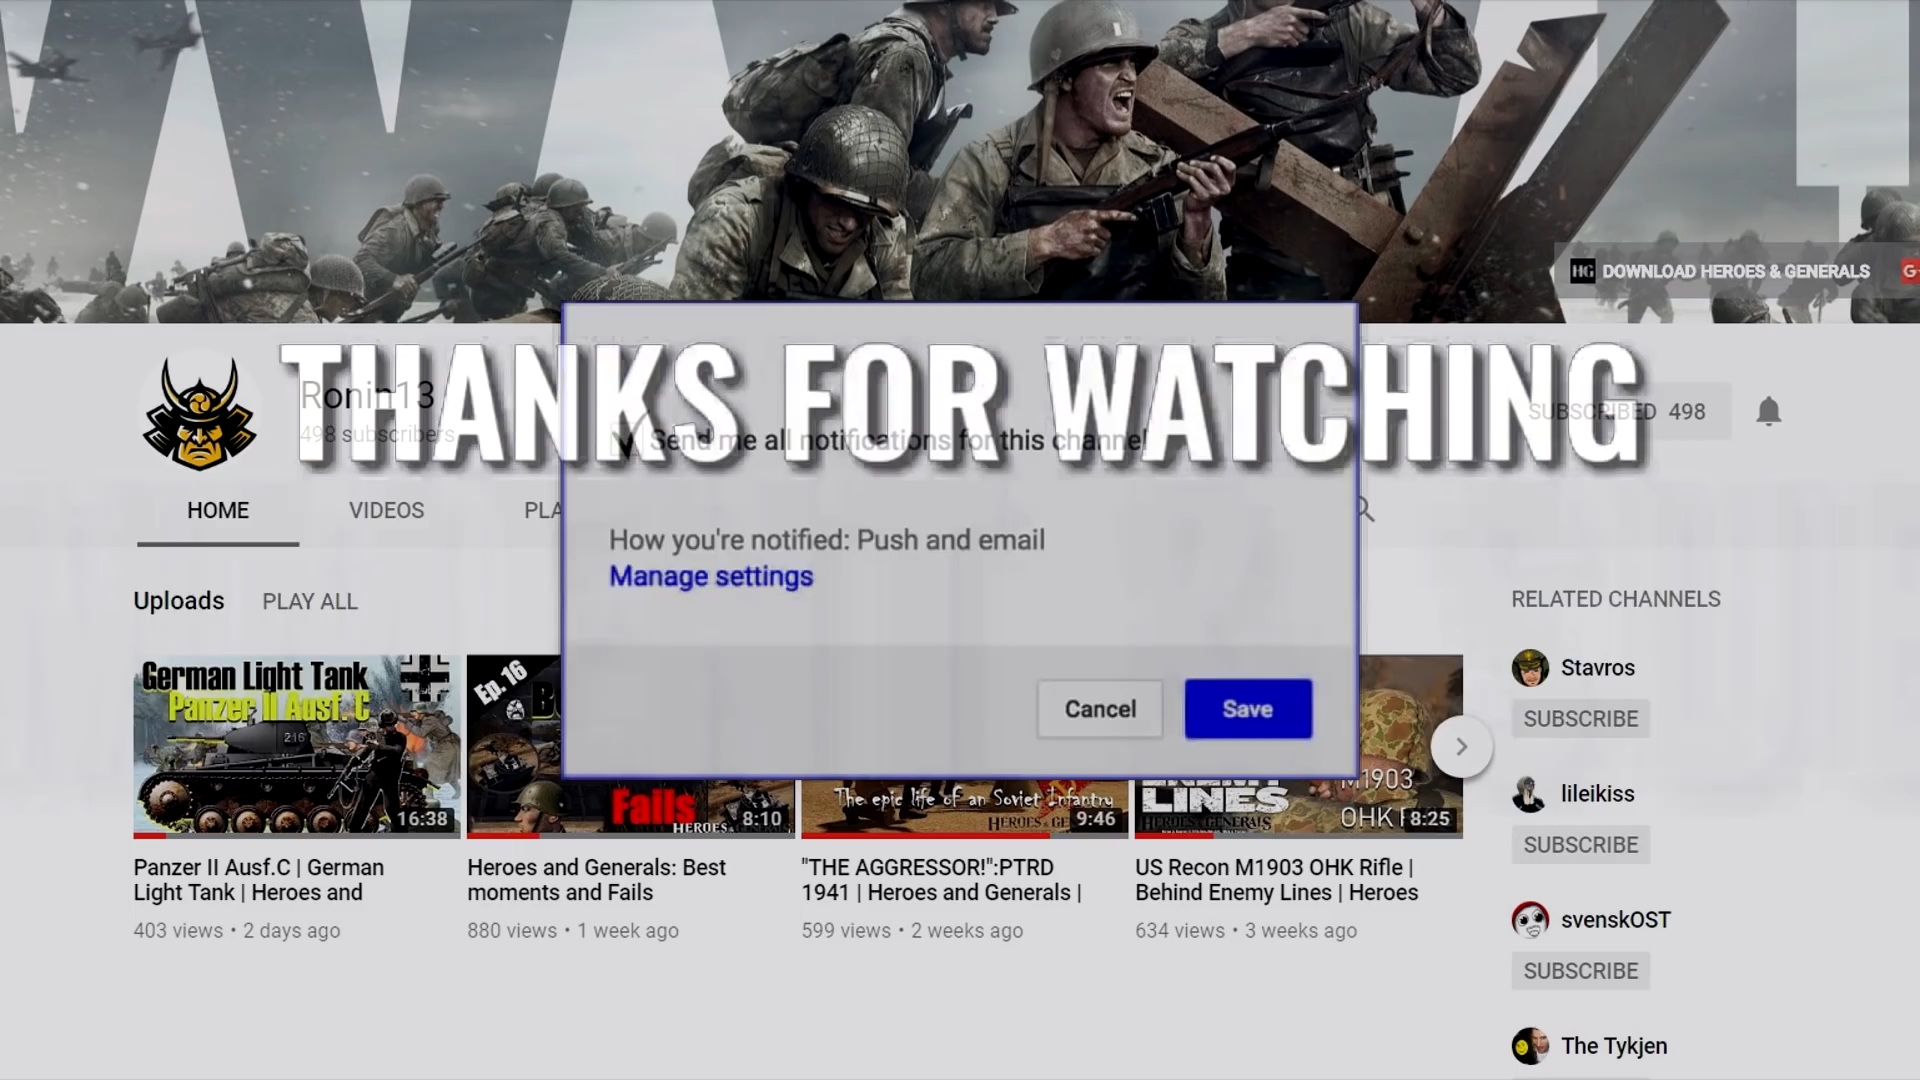 DOWNLOAD HEROES & GENERALS
THANKS FOR WATCHING
Ronin13
498 subscribers
SUBSCRIBED 498
Send me all notifications for this channel
HOME VIDEOS
How you're notified: Push and email
Manage settings
Cancel Save
Uploads PLAY ALL
German Light Tank
Panzer II Ausf. C
216
16:38
Ep.16
Fails
8:10
The epic life of an Soviet Infantry
9:46
LINES
M1903
OHK
8:25
Panzer II Ausf.C | German
Light Tank | Heroes and
403 views • 2 days ago
Heroes and Generals: Best
moments and Fails
880 views • 1 week ago
"THE AGGRESSOR!":PTRD
1941 | Heroes and Generals |
599 views • 2 weeks ago
US Recon M1903 OHK Rifle |
Behind Enemy Lines | Heroes
634 views • 3 weeks ago
RELATED CHANNELS
Stavros
SUBSCRIBE
lileikiss
SUBSCRIBE
svenskOST
SUBSCRIBE
The Tykjen